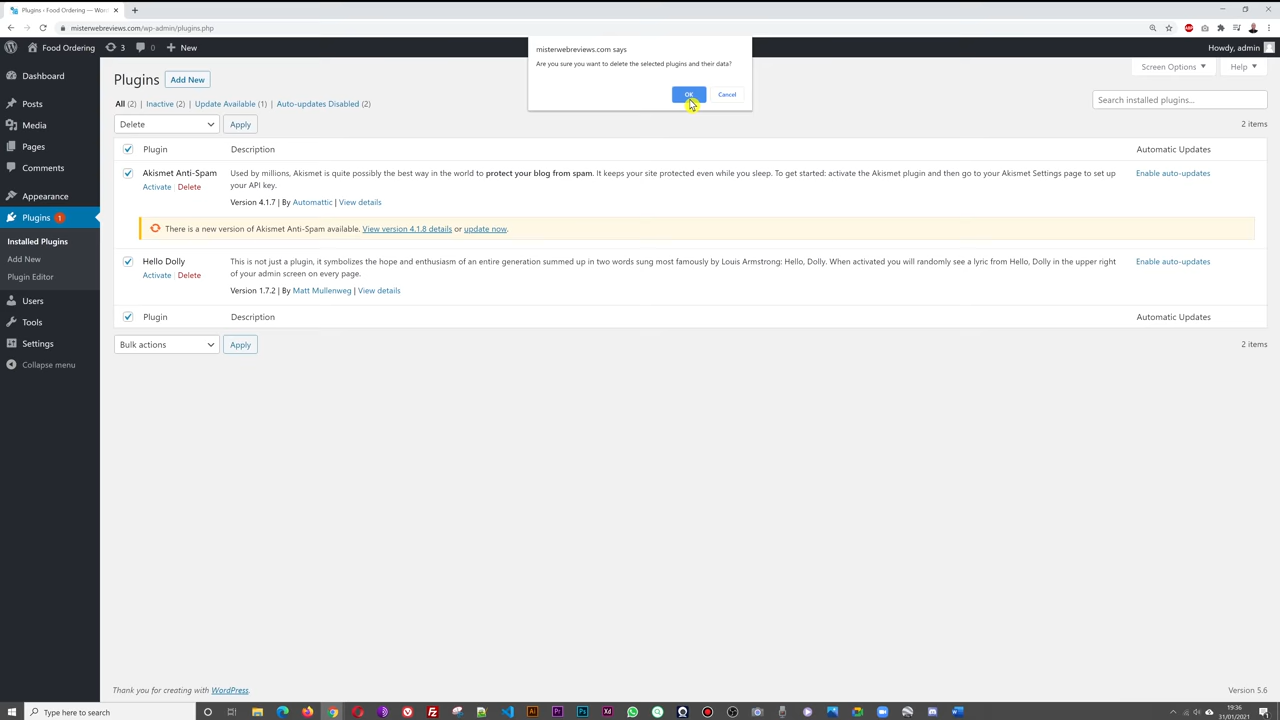 Plugins ‹ Food Ordering — Wor
misterwebreviews.com/wp-admin/plugins.php
Food Ordering
3
0
New
Howdy, admin
misterwebreviews.com says
Are you sure you want to delete the selected plugins and their data?
OK
Cancel
Dashboard
Posts
Media
Pages
Comments
Appearance
Plugins 1
Installed Plugins
Add New
Plugin Editor
Users
Tools
Settings
Collapse menu
Plugins
Add New
Screen Options
Help
All (2) | Inactive (2) | Update Available (1) | Auto-updates Disabled (2)
Search installed plugins...
Delete
Apply
2 items
Plugin
Description
Automatic Updates
Akismet Anti-Spam
Activate | Delete
Used by millions, Akismet is quite possibly the best way in the world to protect your blog from spam. It keeps your site protected even while you sleep. To get started: activate the Akismet plugin and then go to your Akismet Settings page to set up
your API key.
Version 4.1.7 | By Automattic | View details
Enable auto-updates
There is a new version of Akismet Anti-Spam available. View version 4.1.8 details or update now.
Hello Dolly
Activate | Delete
This is not just a plugin, it symbolizes the hope and enthusiasm of an entire generation summed up in two words sung most famously by Louis Armstrong: Hello, Dolly. When activated you will randomly see a lyric from Hello, Dolly in the upper right
of your admin screen on every page.
Version 1.7.2 | By Matt Mullenweg | View details
Enable auto-updates
Plugin
Description
Automatic Updates
Bulk actions
Apply
2 items
Thank you for creating with WordPress.
Version 5.6
Type here to search
19:36
31/01/2021